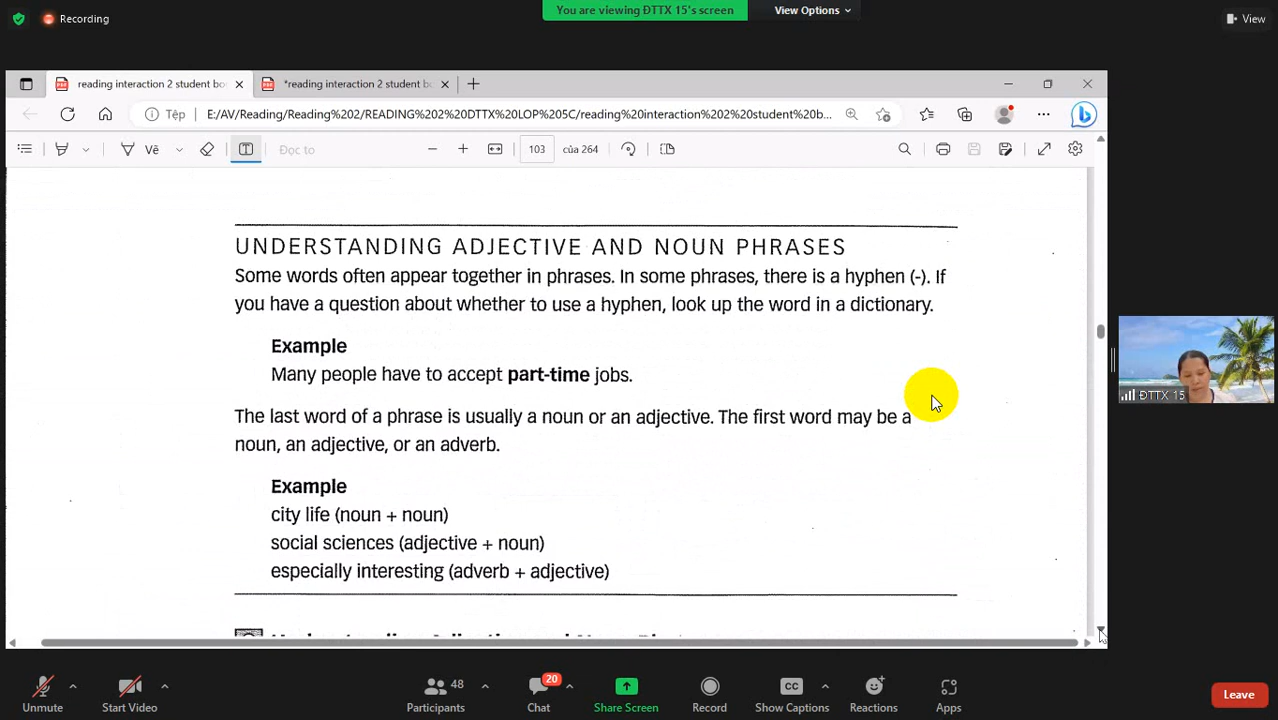 Recording
You are viewing ĐTTX 15's screen
View Options
View
reading interaction 2 student bo
*reading interaction 2 student b
Tệp
E:/AV/Reading/Reading%202/READING%202%20DTTX%20LOP%205C/reading%20interaction%202%20student%20b...
Vẽ
Đọc to
103
của 264
UNDERSTANDING ADJECTIVE AND NOUN PHRASES
Some words often appear together in phrases. In some phrases, there is a hyphen (-). If
you have a question about whether to use a hyphen, look up the word in a dictionary.
Example
Many people have to accept part-time jobs.
The last word of a phrase is usually a noun or an adjective. The first word may be a
noun, an adjective, or an adverb.
Example
city life (noun + noun)
social sciences (adjective + noun)
especially interesting (adverb + adjective)
ĐTTX 15
Unmute
Start Video
48
Participants
20
Chat
Share Screen
Record
CC
Show Captions
Reactions
Apps
Leave